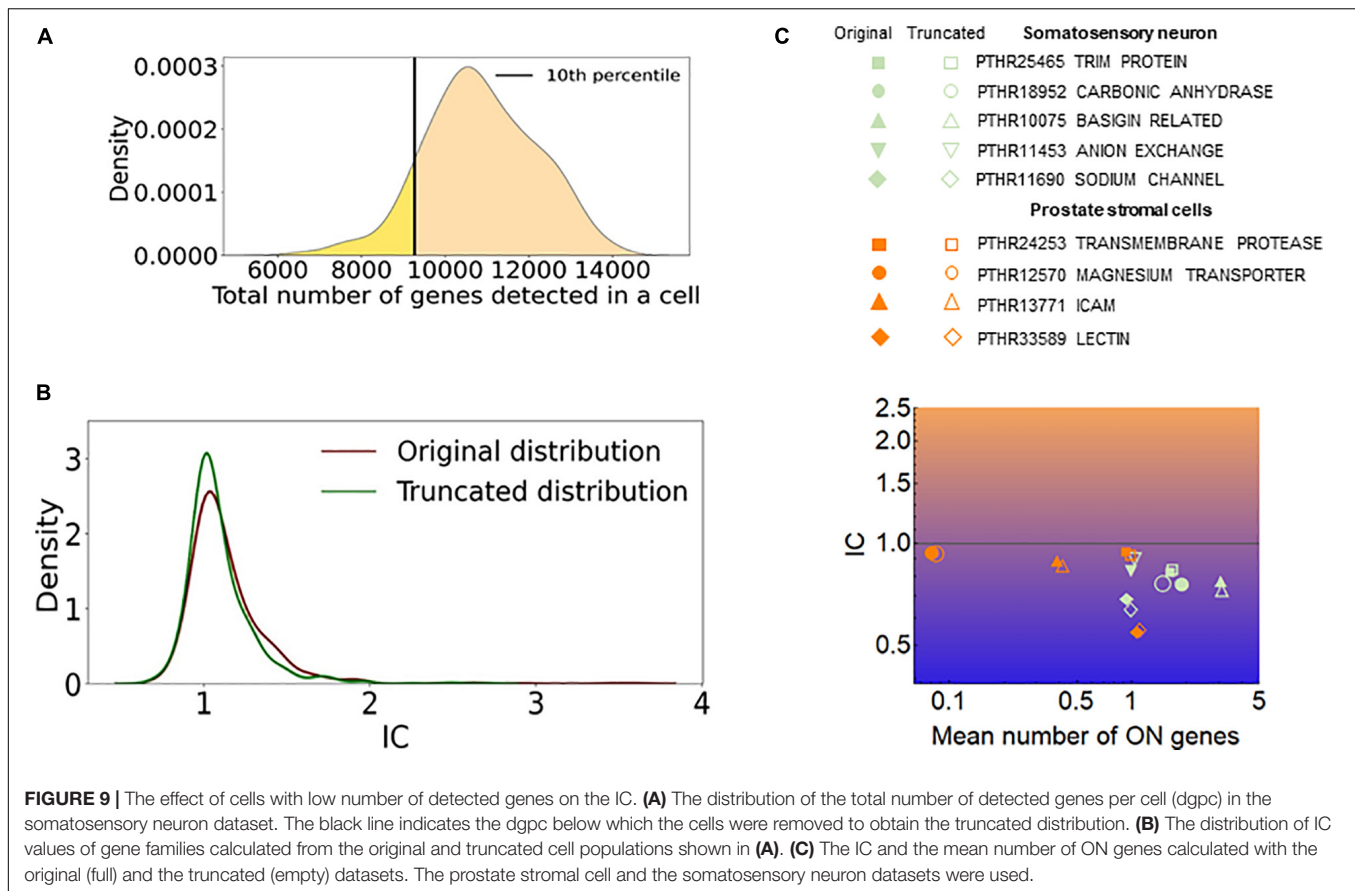 A
0.0003
0.0002
0.0001
0.0000
Density
10th percentile
6000 8000 10000 12000 14000
Total number of genes detected in a cell
B
3
2
1
0
Density
Original distribution
Truncated distribution
1 2 3 4
IC
C
Original Truncated Somatosensory neuron
PTHR25465 TRIM PROTEIN
PTHR18952 CARBONIC ANHYDRASE
PTHR10075 BASIGIN RELATED
PTHR11453 ANION EXCHANGE
PTHR11690 SODIUM CHANNEL
Prostate stromal cells
PTHR24253 TRANSMEMBRANE PROTEASE
PTHR12570 MAGNESIUM TRANSPORTER
PTHR13771 ICAM
PTHR33589 LECTIN
2.5
2.0
1.5
1.0
0.5
IC
0.1 0.5 1 5
Mean number of ON genes
FIGURE 9 | The effect of cells with low number of detected genes on the IC. (A) The distribution of the total number of detected genes per cell (dgpc) in the
somatosensory neuron dataset. The black line indicates the dgpc below which the cells were removed to obtain the truncated distribution. (B) The distribution of IC
values of gene families calculated from the original and truncated cell populations shown in (A). (C) The IC and the mean number of ON genes calculated with the
original (full) and the truncated (empty) datasets. The prostate stromal cell and the somatosensory neuron datasets were used.